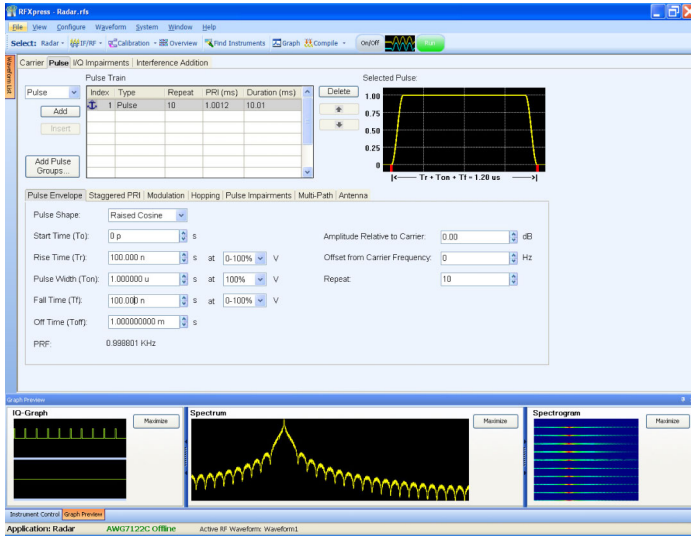 RFXpress - Radar.rfs
File View Configure Waveform System Window Help
Select: Radar IF/RF Calibration Overview Find Instruments Graph Compile On/Off Run
Waveform List
Carrier Pulse I/Q Impairments Interference Addition
Pulse Train
Selected Pulse:
Pulse
Index Type Repeat PRI (ms) Duration (ms)
Delete
1 Pulse 10 1.0012 10.01
Add
Insert
Add Pulse
Groups...
1.00
0.75
0.50
0.25
0
Tr + Ton + Tf = 1.20 us
Pulse Envelope Staggered PRI Modulation Hopping Pulse Impairments Multi-Path Antenna
Pulse Shape: Raised Cosine
Start Time (To): 0 p s
Amplitude Relative to Carrier: 0.00 dB
Rise Time (Tr): 100.000 n s at 0-100% V
Offset from Carrier Frequency: 0 Hz
Pulse Width (Ton): 1.000000 u s at 100% V
Repeat: 10
Fall Time (Tf): 100.000 n s at 0-100% V
Off Time (Toff): 1.000000000 m s
PRF: 0.998801 KHz
Graph Preview
IQ-Graph Maximize
Spectrum Maximize
Spectrogram Maximize
Instrument Control Graph Preview
Application: Radar AWG7122C Offline Active RF Waveform: Waveform1